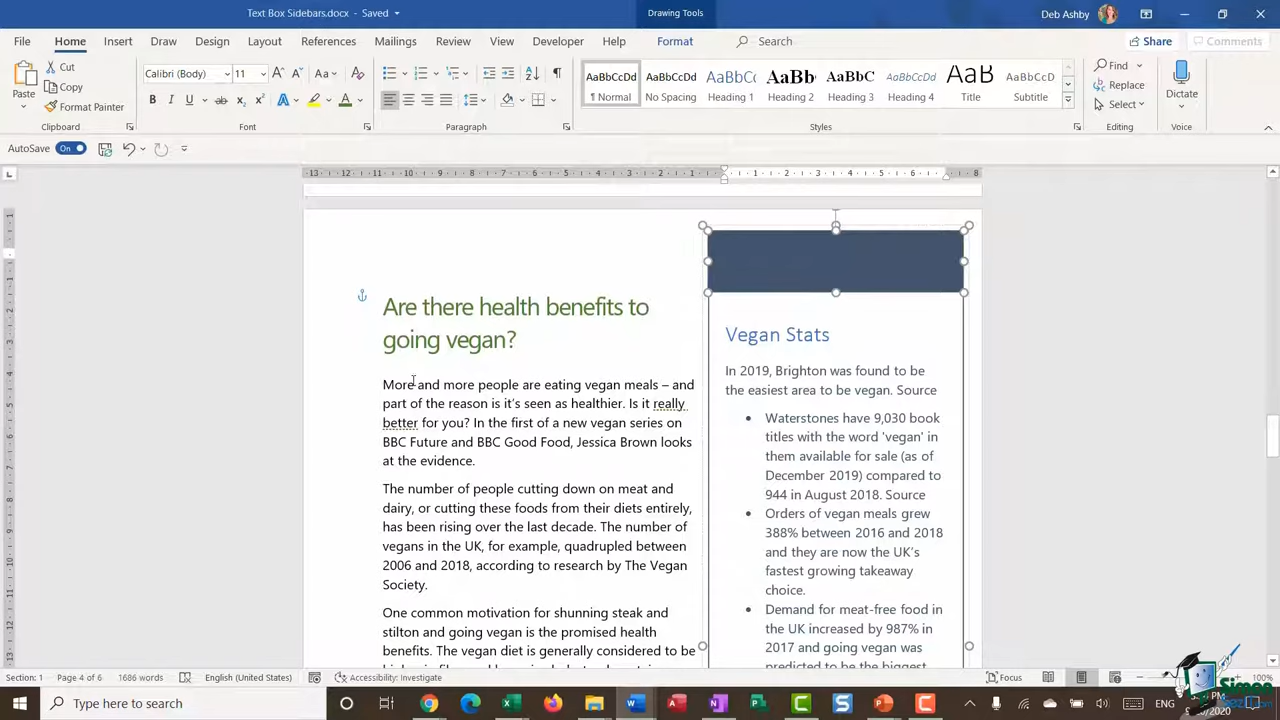 Text Box Sidebars.docx - Saved
Drawing Tools
Deb Ashby
File Home Insert Draw Design Layout References Mailings Review View Developer Help Format Search
Share Comments
Paste
Cut
Copy
Format Painter
Clipboard
Calibri (Body) 11
Font
Paragraph
AaBbCcDd AaBbCcDd AaBbCc AaBb AaBbC AaBbCcDd AaB AaBbCcD
¶ Normal No Spacing Heading 1 Heading 2 Heading 3 Heading 4 Title Subtitle
Styles
Find
Replace
Select
Editing
Dictate
Voice
AutoSave On
Are there health benefits to
going vegan?
More and more people are eating vegan meals – and
part of the reason is it's seen as healthier. Is it really
better for you? In the first of a new vegan series on
BBC Future and BBC Good Food, Jessica Brown looks
at the evidence.
The number of people cutting down on meat and
dairy, or cutting these foods from their diets entirely,
has been rising over the last decade. The number of
vegans in the UK, for example, quadrupled between
2006 and 2018, according to research by The Vegan
Society.
One common motivation for shunning steak and
stilton and going vegan is the promised health
benefits. The vegan diet is generally considered to be
Vegan Stats
In 2019, Brighton was found to be
the easiest area to be vegan. Source
• Waterstones have 9,030 book
titles with the word 'vegan' in
them available for sale (as of
December 2019) compared to
944 in August 2018. Source
• Orders of vegan meals grew
388% between 2016 and 2018
and they are now the UK's
fastest growing takeaway
choice.
• Demand for meat-free food in
the UK increased by 987% in
2017 and going vegan was
predicted to be the biggest
Section: 1 Page 4 of 6 1686 words English (United States) Accessibility: Investigate
Focus 100%
Type here to search
Simon